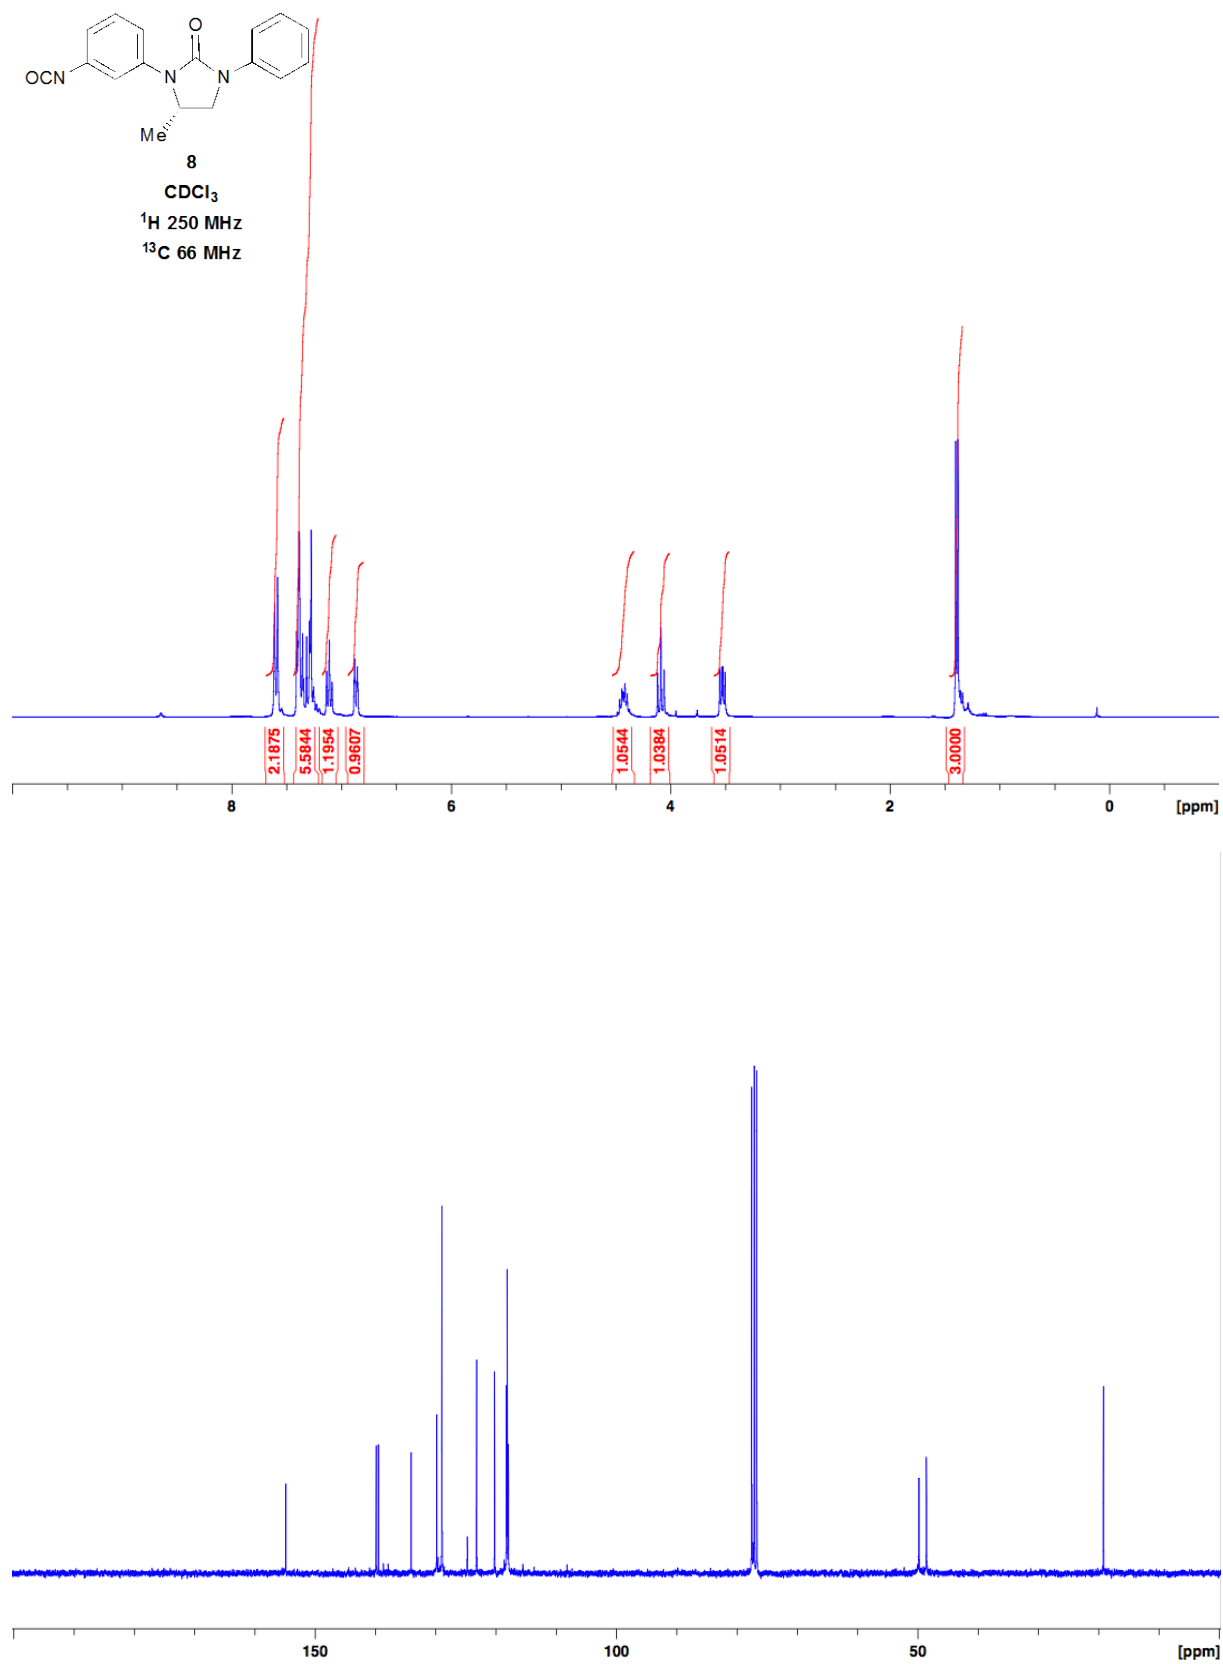 O
OCN
N
N
Me
8
CDCl₃
¹H 250 MHz
¹³C 66 MHz
2.1875
5.5844
1.1954
0.9607
1.0544
1.0384
1.0514
3.0000
8 6 4 2 0 [ppm]
150 100 50 [ppm]